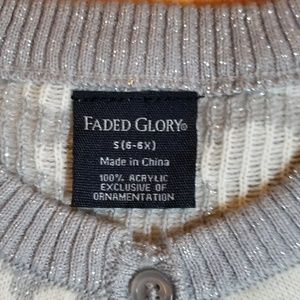 FADED GLORY®
S (6-6X)
Made in China
100% ACRYLIC
EXCLUSIVE OF
ORNAMENTATION